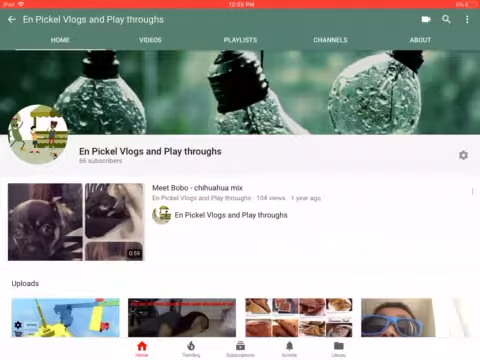 iPad
12:25 PM
6%
En Pickel Vlogs and Play throughs
HOME VIDEOS PLAYLISTS CHANNELS ABOUT
En Pickel Vlogs and Play throughs
66 subscribers
Meet Bobo - chihuahua mix
En Pickel Vlogs and Play throughs · 104 views · 1 year ago
En Pickel Vlogs and Play throughs
0:59
Uploads
Home Trending Subscriptions Activity Library